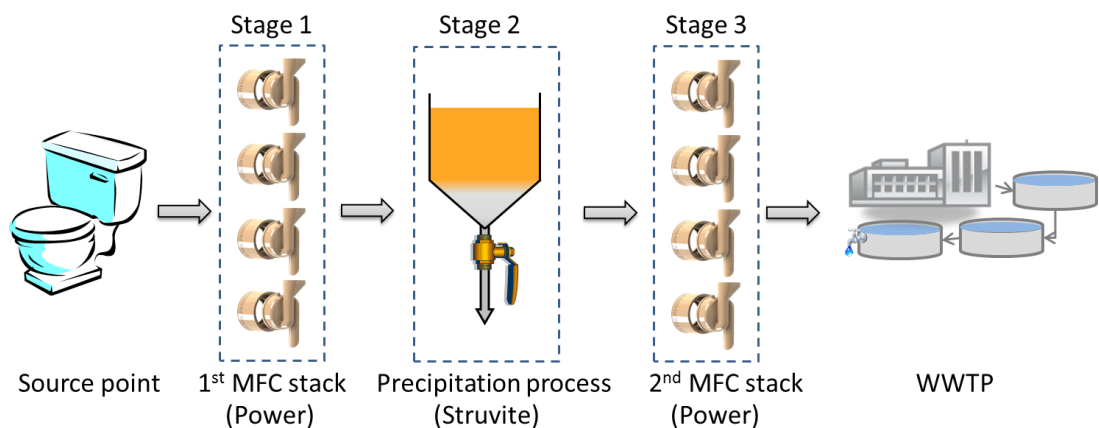 Stage 1
Stage 2
Stage 3
Source point
1st MFC stack
(Power)
Precipitation process
(Struvite)
2nd MFC stack
(Power)
WWTP